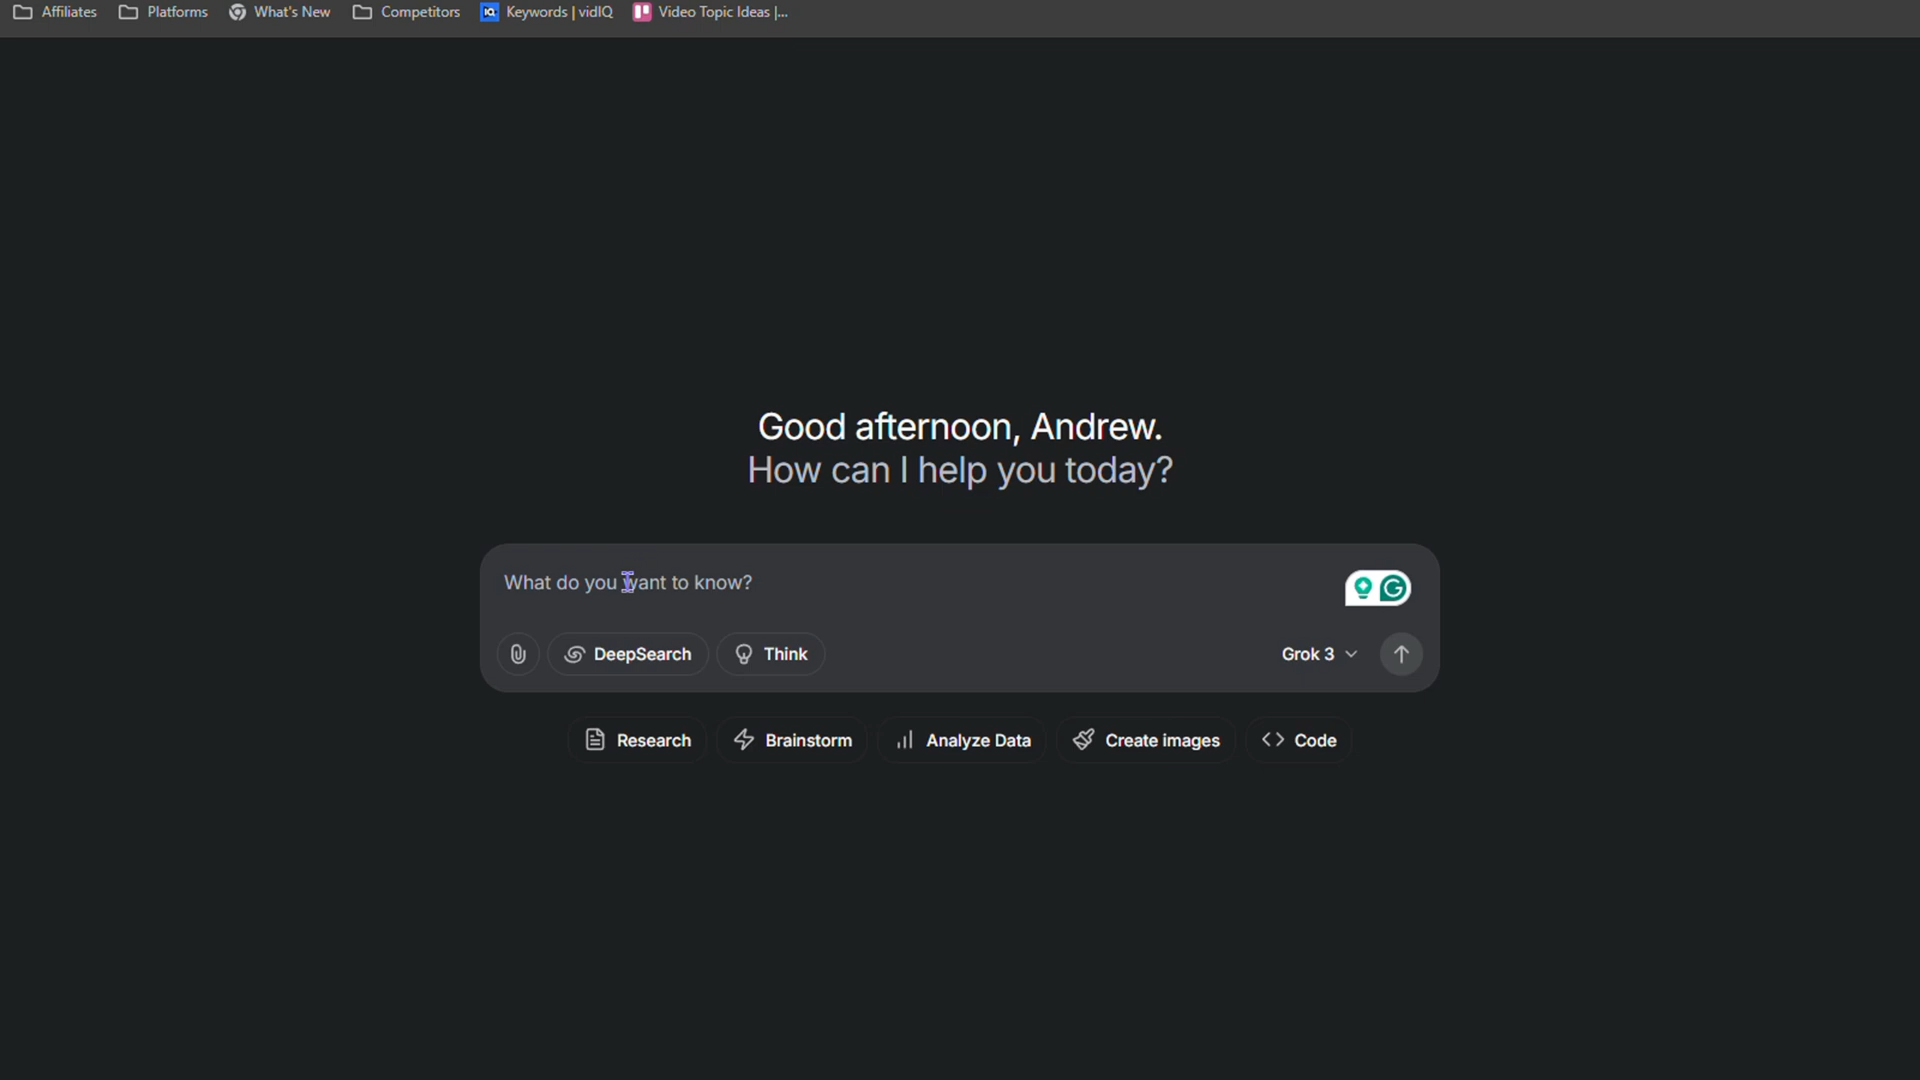 Affiliates Platforms What's New Competitors Keywords | vidIQ Video Topic Ideas |...
Good afternoon, Andrew.
How can I help you today?
What do you want to know?
DeepSearch Think Grok 3
Research Brainstorm Analyze Data Create images Code